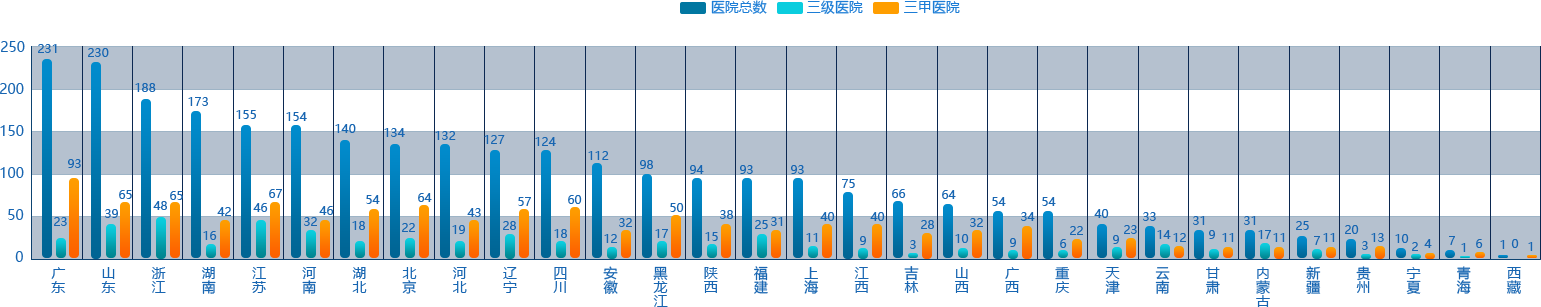 医院总数 三级医院 三甲医院
250
200
150
100
50
0
231 23 93
230 39 65
188 48 65
173 16 42
155 46 67
154 32 46
140 18 54
134 22 64
132 19 43
127 28 57
124 18 60
112 12 32
98 17 50
94 15 38
93 25 31
93 11 40
75 9 40
66 3 28
64 10 32
54 9 34
54 6 22
40 9 23
33 14 12
31 9 11
31 17 11
25 7 11
20 3 13
10 2 4
7 1 6
1 0 1
广东 山东 浙江 湖南 江苏 河南 湖北 北京 河北 辽宁 四川 安徽 黑龙江 陕西 福建 上海 江西 吉林 山西 广西 重庆 天津 云南 甘肃 内蒙古 新疆 贵州 宁夏 青海 西藏